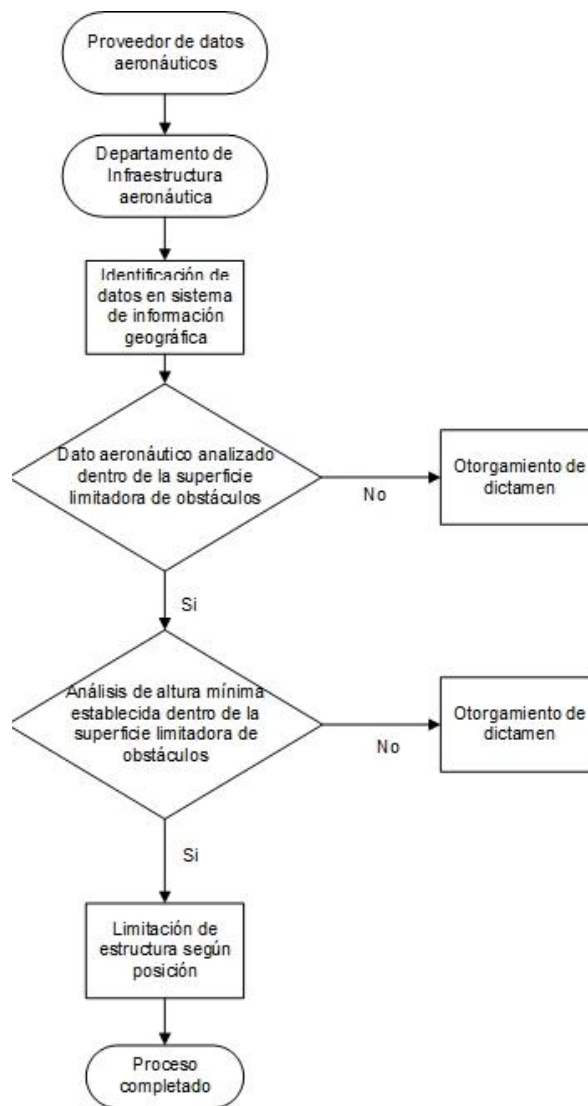 Proveedor de datos
aeronáuticos
Departamento de
Infraestructura
aeronáutica
Identificación de
datos en sistema
de información
geográfica
Dato aeronáutico analizado
dentro de la superficie
limitadora de obstáculos
No
Otorgamiento de
dictamen
Si
Análisis de altura mínima
establecida dentro de la
superficie limitadora de
obstáculos
No
Otorgamiento de
dictamen
Si
Limitación de
estructura según
posición
Proceso
completado